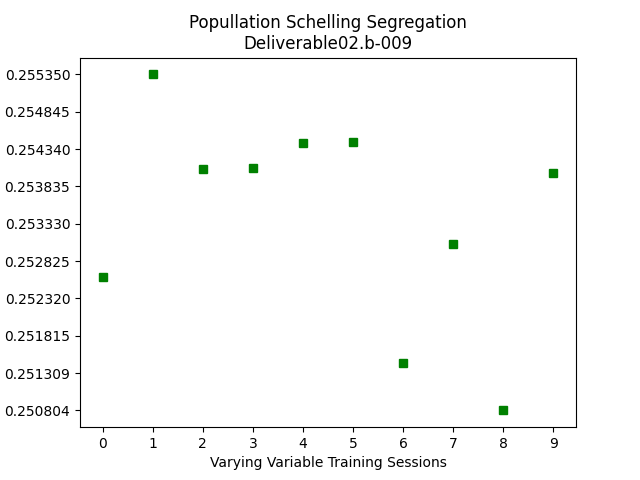 Popullation Schelling Segregation
Deliverable02.b-009
0.255350
0.254845
0.254340
0.253835
0.253330
0.252825
0.252320
0.251815
0.251309
0.250804
0 1 2 3 4 5 6 7 8 9
Varying Variable Training Sessions